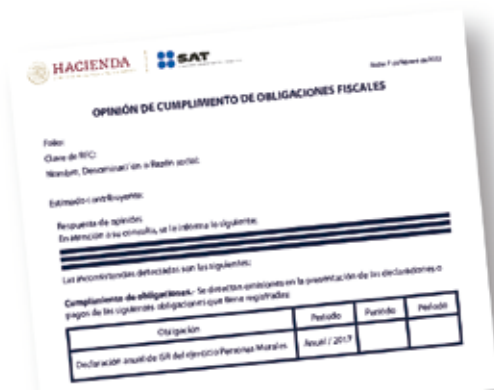 HACIENDA
SAT
OPINIÓN DE CUMPLIMIENTO DE OBLIGACIONES FISCALES
Folio:
Clave de RFC:
Nombre, Denominación o Razón social:
Estimado contribuyente:
Respuesta de opinión:
En atención a su consulta, se le informa lo siguiente:
Las inconsistencias detectadas son las siguientes:
Cumplimiento de obligaciones.- Se detectan omisiones en la presentación de las declaraciones o
pagos de las siguientes obligaciones que tiene registradas:
Obligación Periodo Periodo Periodo
Declaración anual de ISR del ejercicio Personas Morales Anual / 2017